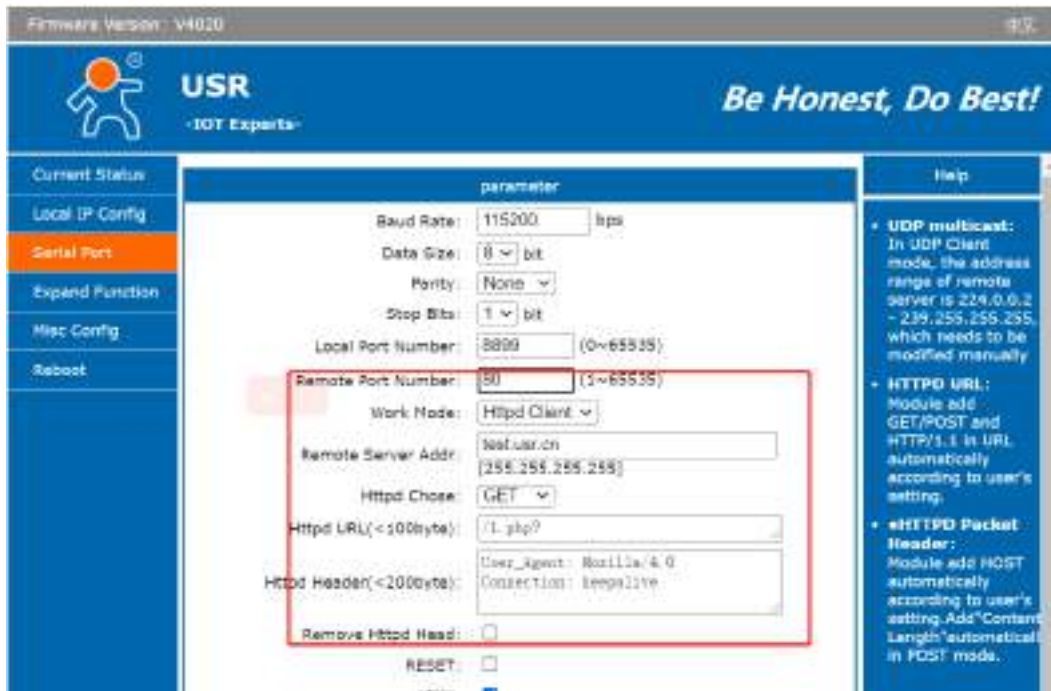 Firmware Version: V4020
中文
USR
-IOT Experts-
Be Honest, Do Best!
Current Status
Local IP Config
Serial Port
Expand Function
Misc Config
Reboot
parameter
Baud Rate: 115200 bps
Data Size: 8 bit
Parity: None
Stop Bits: 1 bit
Local Port Number: 8899 (0~65535)
Remote Port Number: 80 (1~65535)
Work Mode: Httpd Client
Remote Server Addr: test.usr.cn
[255.255.255.255]
Httpd Chose: GET
Httpd URL(<100byte): /1.php?
Httpd Header(<200byte): User_Agent: Mozilla/4.0
Connection: keepalive
Remove Httpd Head:
RESET:
Help
• UDP multicast:
In UDP Client
mode, the address
range of remote
server is 224.0.0.2
~ 239.255.255.255,
which needs to be
modified manually
• HTTPD URL:
Module add
GET/POST and
HTTP/1.1 in URL
automatically
according to user's
setting.
• eHTTPD Packet
Header:
Module add HOST
automatically
according to user's
setting.Add"Content
Length"automaticall
in POST mode.